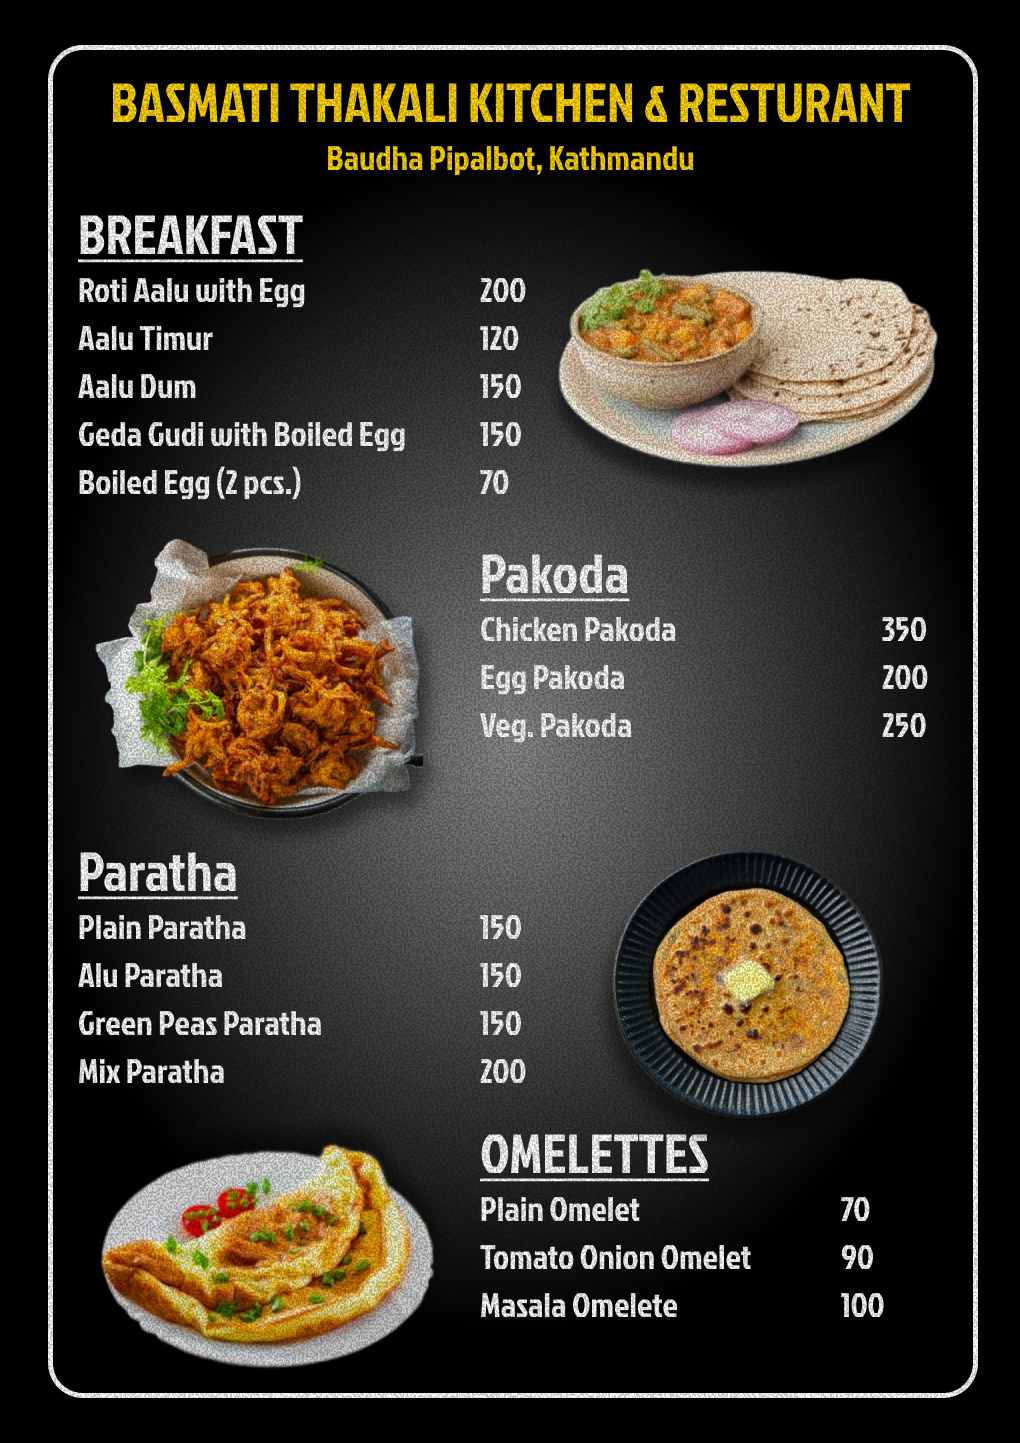 BASMATI THAKALI KITCHEN & RESTURANT
Baudha Pipalbot, Kathmandu
BREAKFAST
Roti Aalu with Egg 200
Aalu Timur 120
Aalu Dum 150
Geda Gudi with Boiled Egg 150
Boiled Egg (2 pcs.) 70
Pakoda
Chicken Pakoda 350
Egg Pakoda 200
Veg. Pakoda 250
Paratha
Plain Paratha 150
Alu Paratha 150
Green Peas Paratha 150
Mix Paratha 200
OMELETTES
Plain Omelet 70
Tomato Onion Omelet 90
Masala Omelete 100